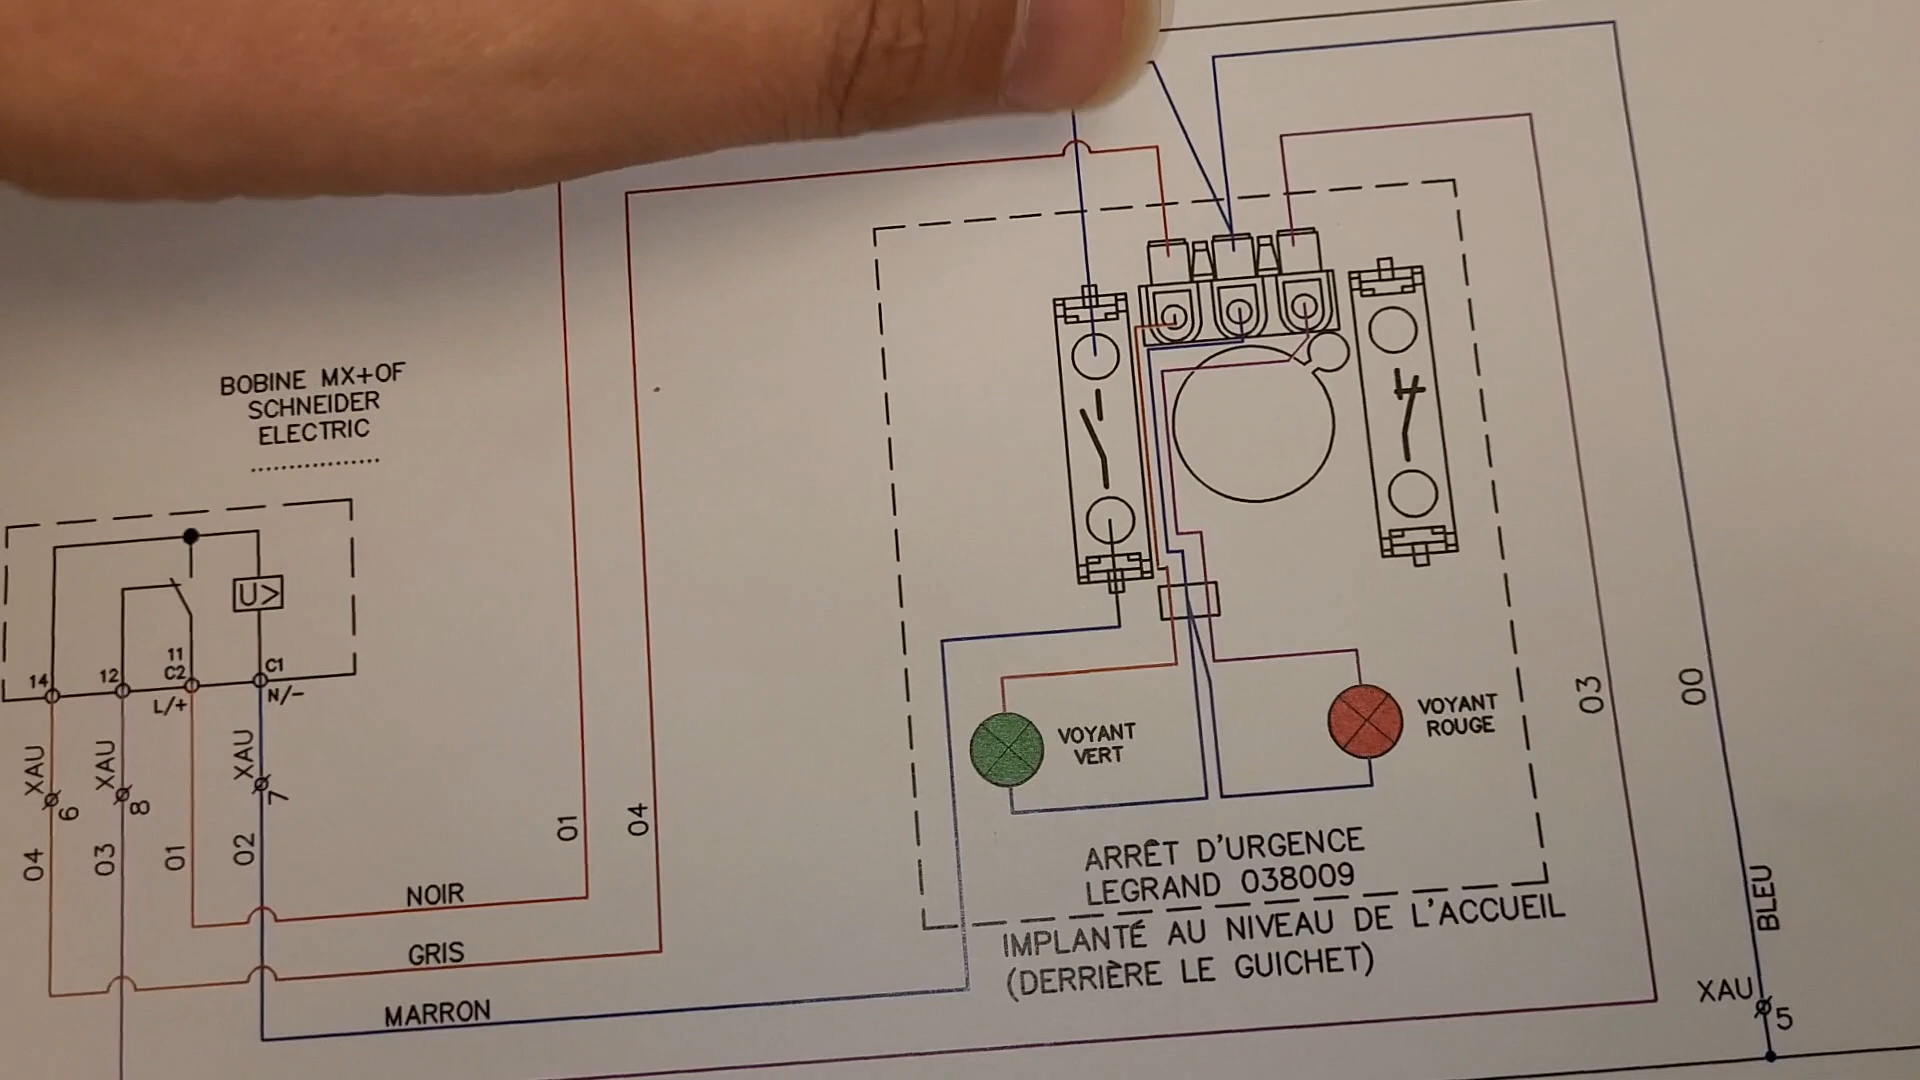 BOBINE MX+OF
SCHNEIDER
ELECTRIC
U>
14
12
11
C2
C1
L/+
N/-
XAU
XAU
XAU
6
8
7
04
03
01
02
01
04
NOIR
GRIS
MARRON
VOYANT
VERT
VOYANT
ROUGE
ARRÊT D'URGENCE
LEGRAND 038009
IMPLANTÉ AU NIVEAU DE L'ACCUEIL
(DERRIÈRE LE GUICHET)
03
00
BLEU
XAU
5